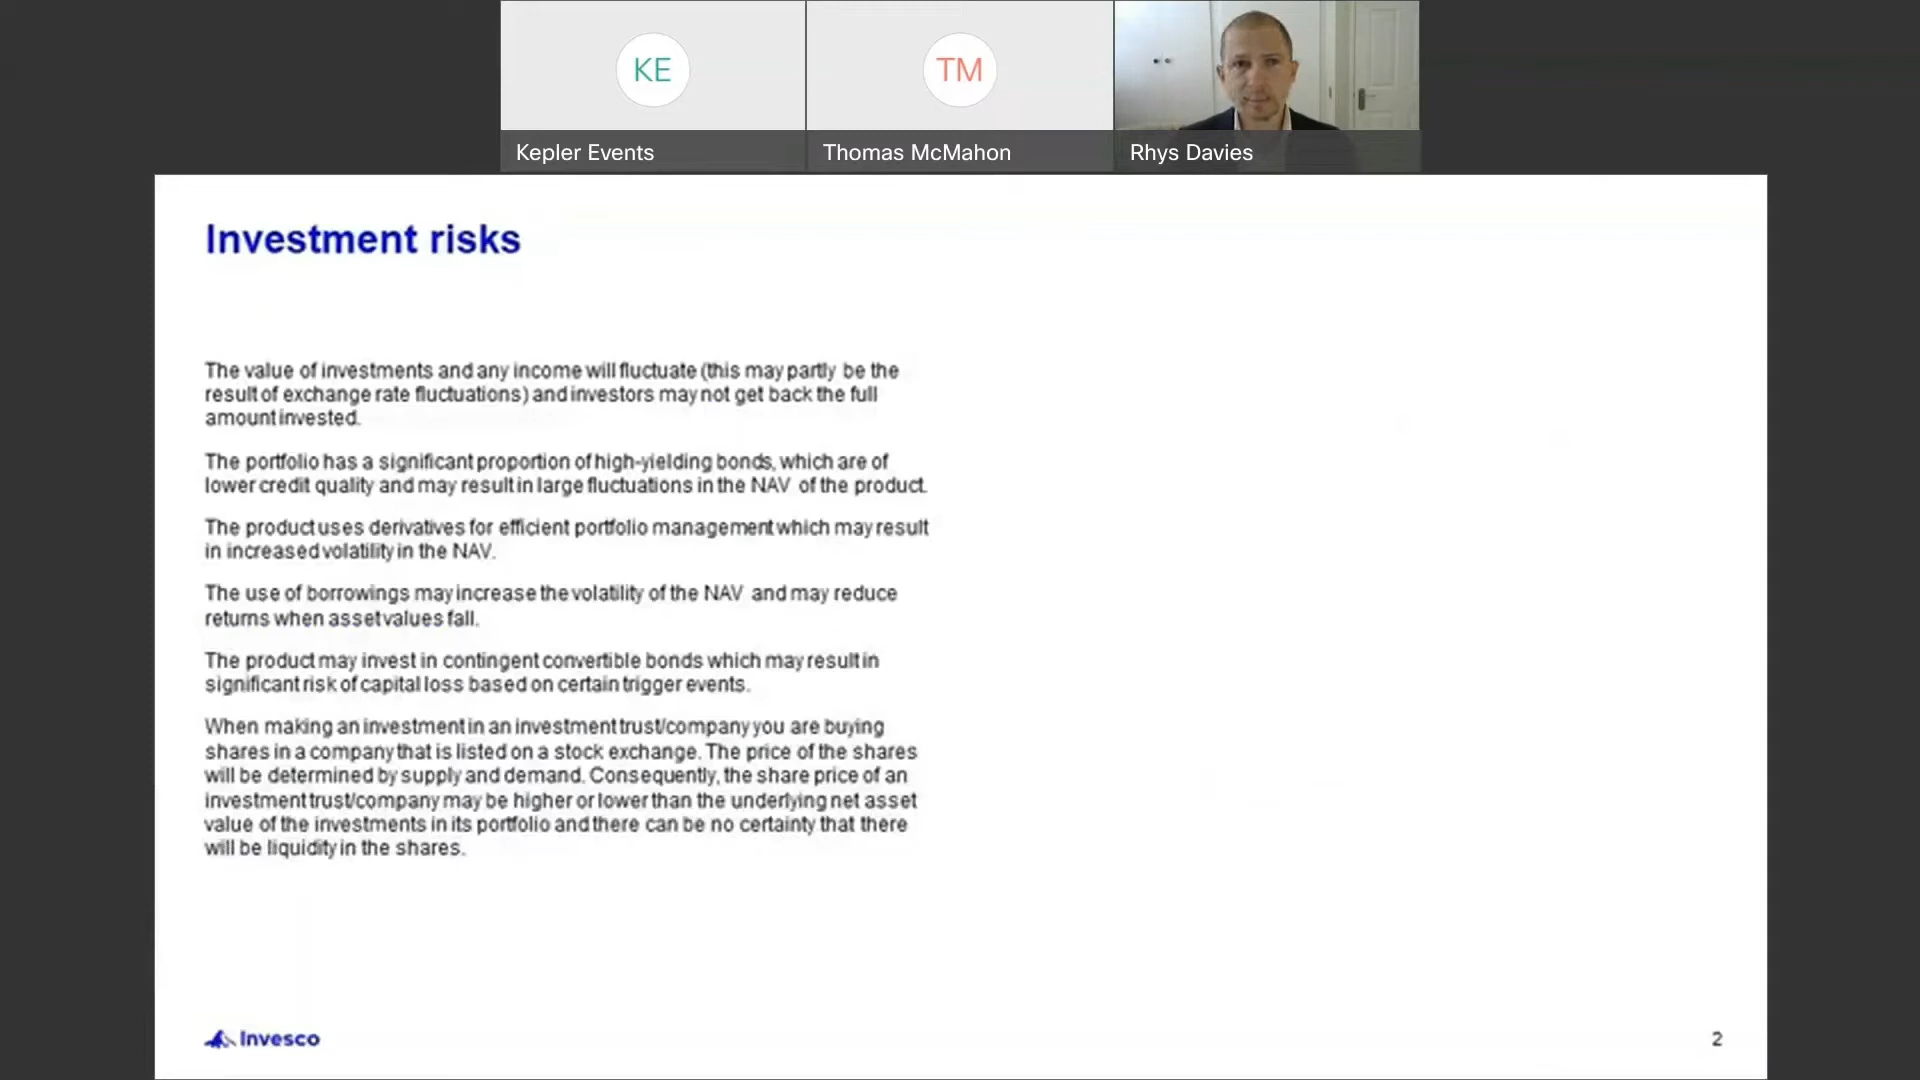 KE
TM
Kepler Events
Thomas McMahon
Rhys Davies
Investment risks
The value of investments and any income will fluctuate (this may partly be the
result of exchange rate fluctuations) and investors may not get back the full
amount invested.
The portfolio has a significant proportion of high-yielding bonds, which are of
lower credit quality and may result in large fluctuations in the NAV of the product.
The product uses derivatives for efficient portfolio management which may result
in increased volatility in the NAV.
The use of borrowings may increase the volatility of the NAV and may reduce
returns when asset values fall.
The product may invest in contingent convertible bonds which may result in
significant risk of capital loss based on certain trigger events.
When making an investment in an investment trust/company you are buying
shares in a company that is listed on a stock exchange. The price of the shares
will be determined by supply and demand. Consequently, the share price of an
investment trust/company may be higher or lower than the underlying net asset
value of the investments in its portfolio and there can be no certainty that there
will be liquidity in the shares.
Invesco
2